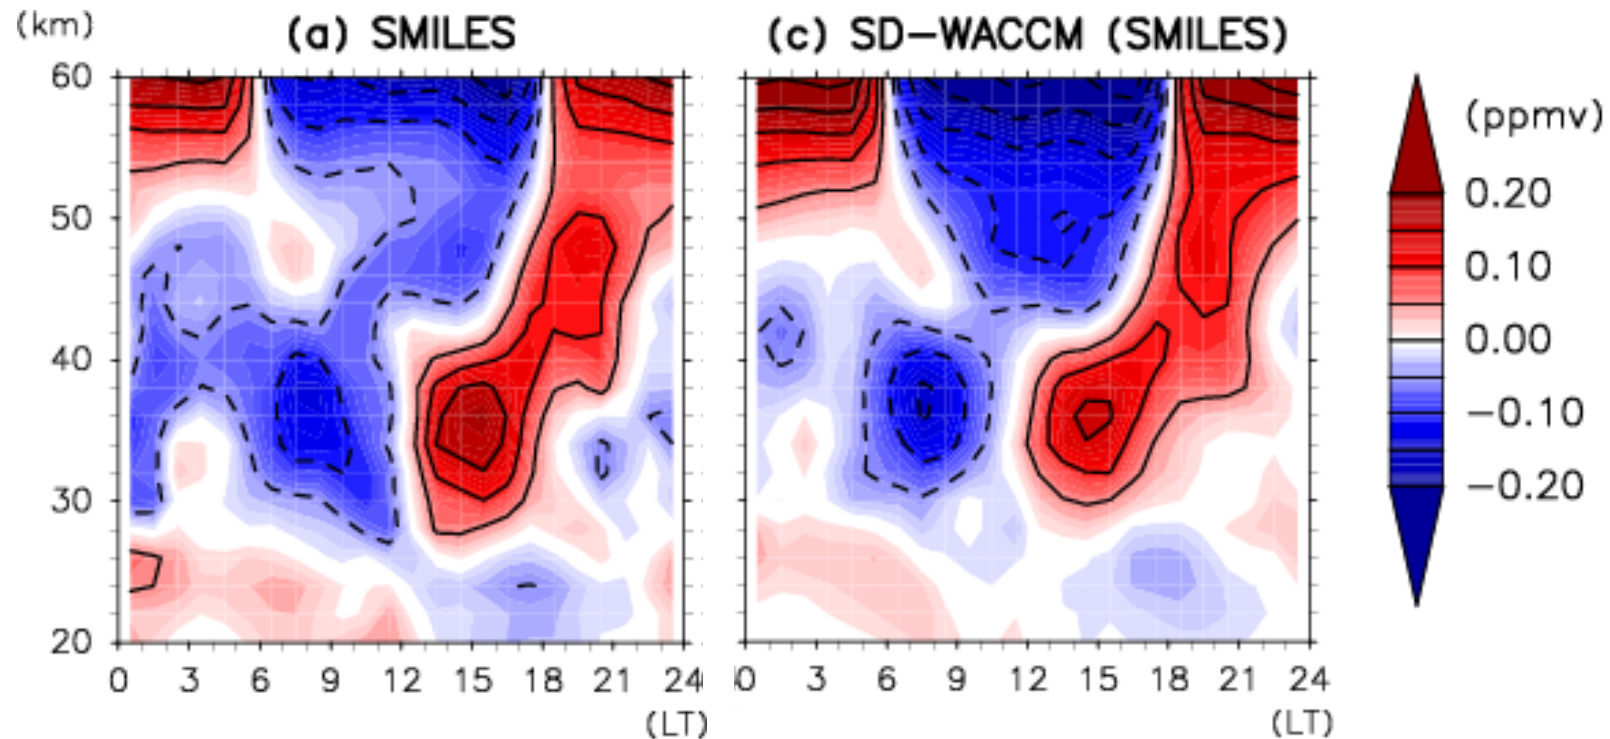 (km) (a) SMILES (c) SD−WACCM (SMILES)
60 (ppmv)
0.20
50
0.10
40 0.00
−0.10
30
−0.20
20
0 3 6 9 12 15 18 21 24 0 3 6 9 12 15 18 21 24
(LT) (LT)